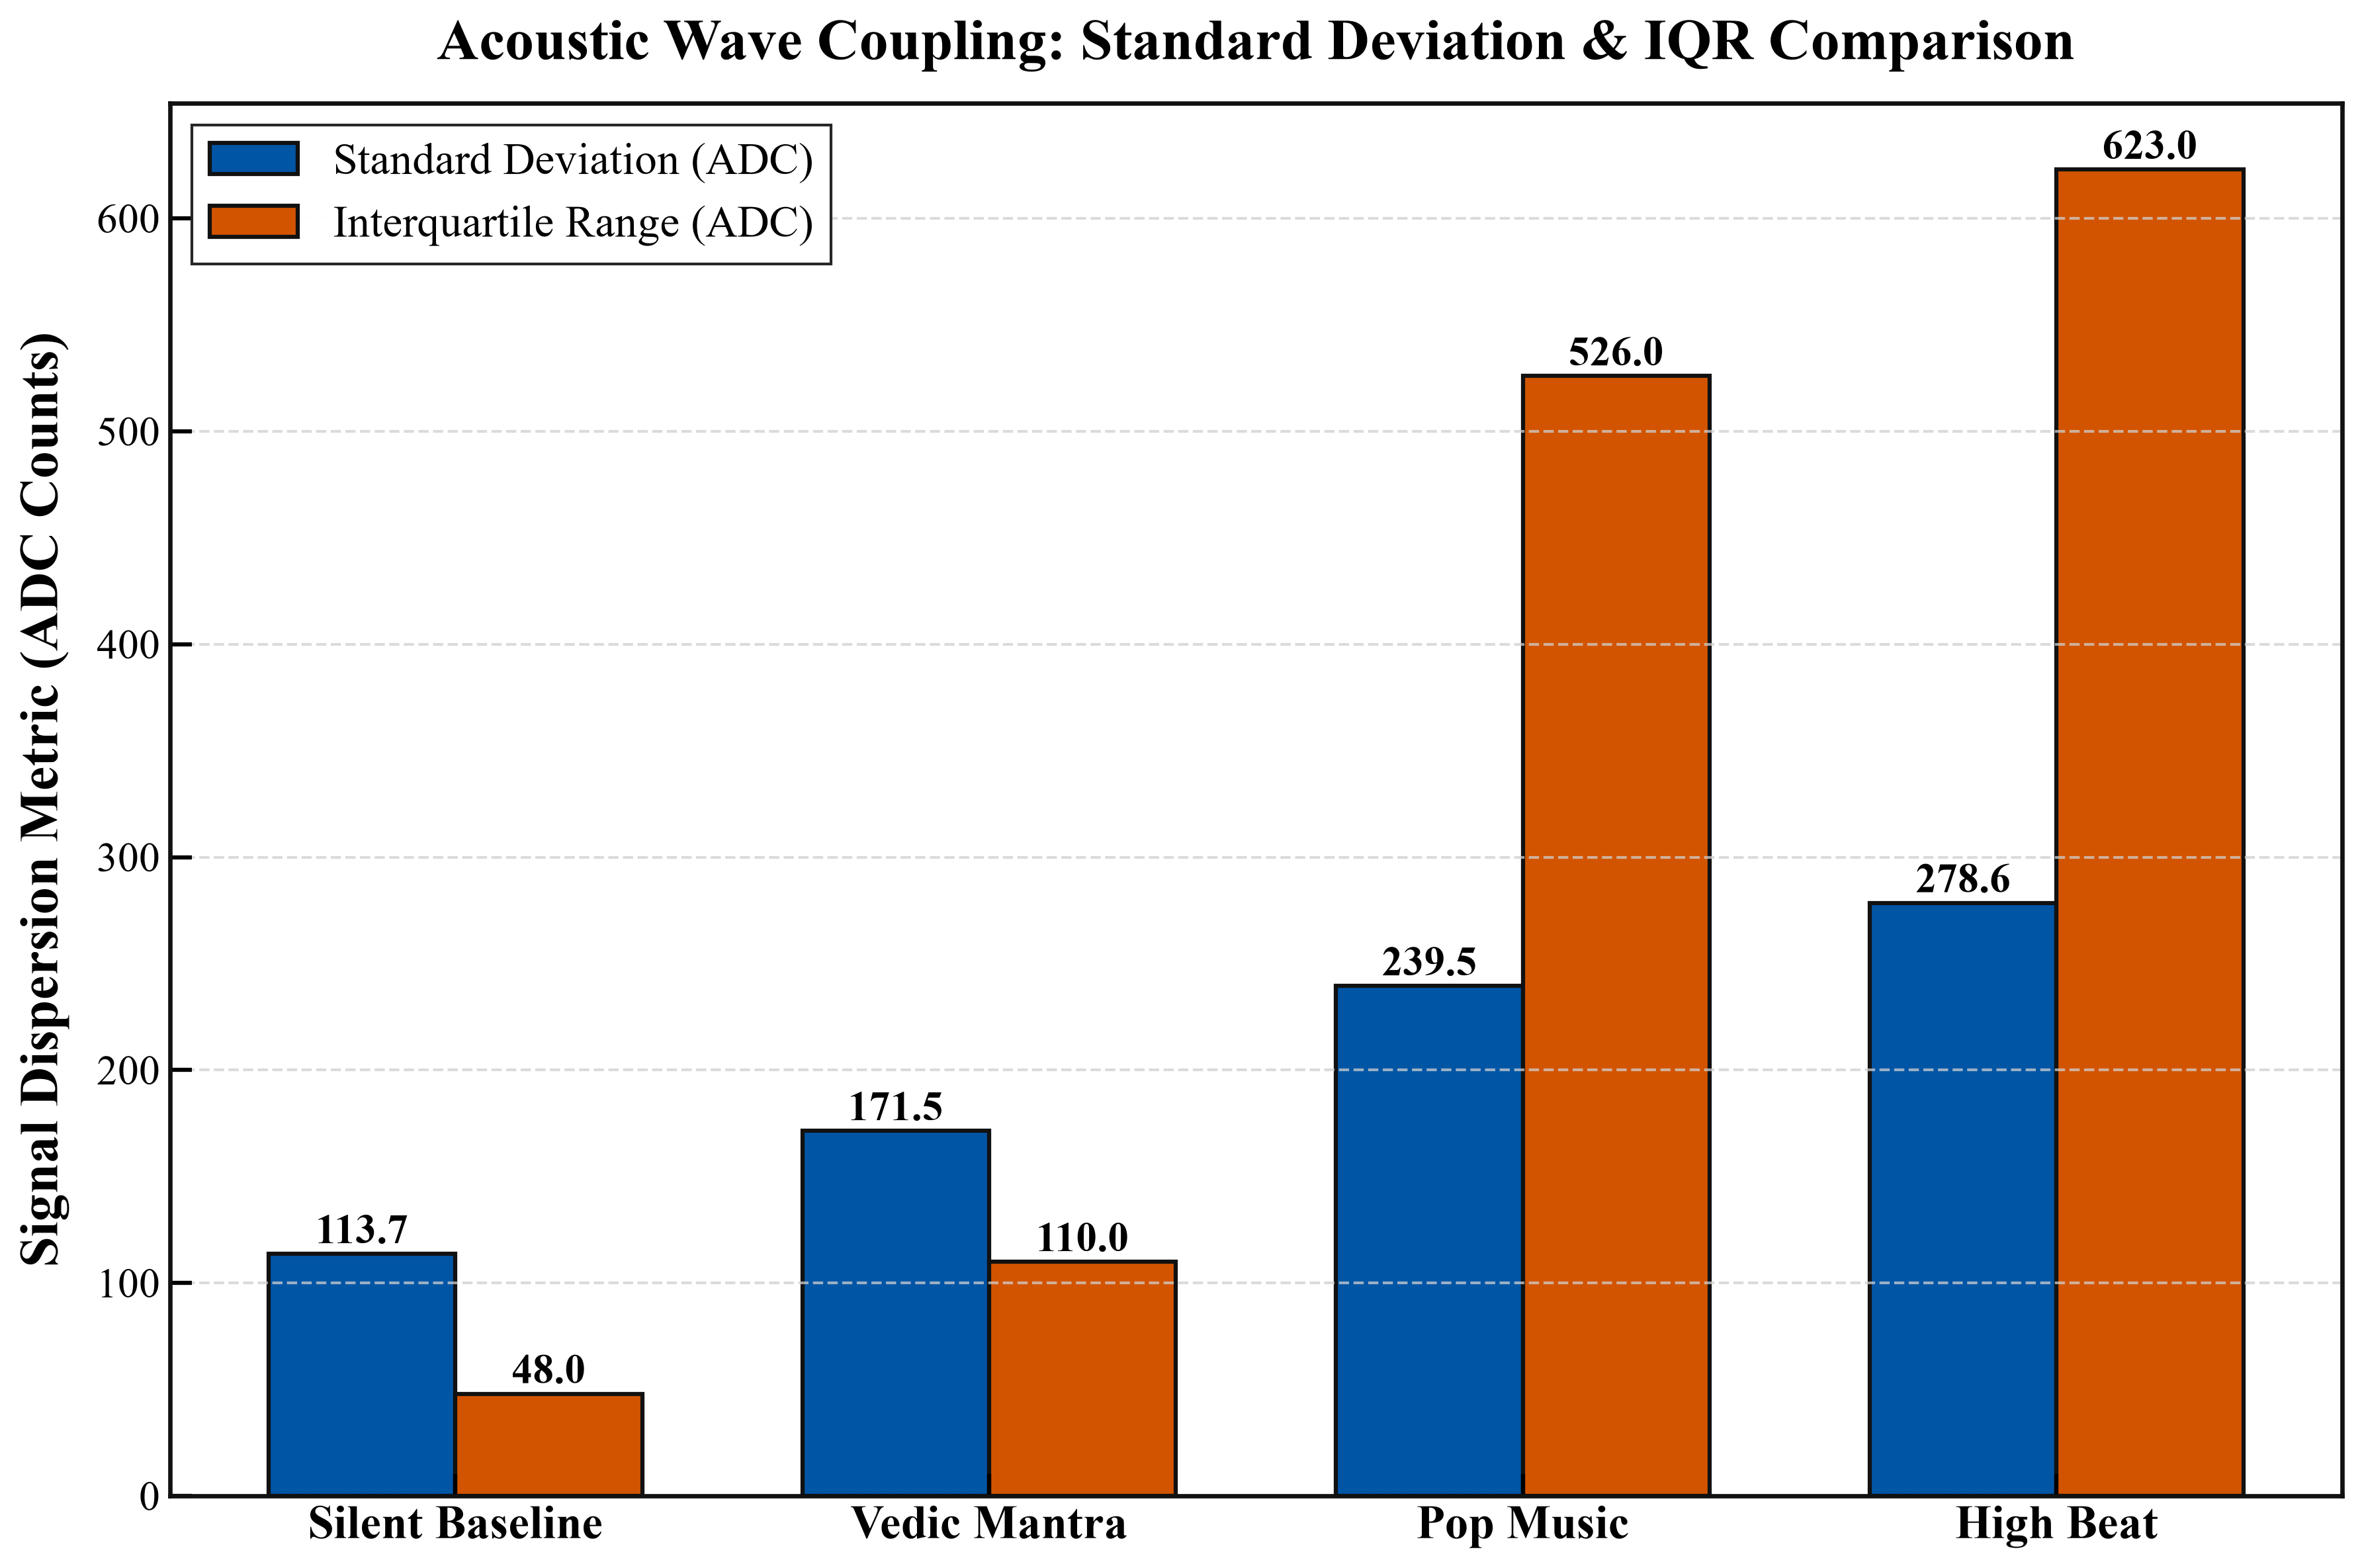 Acoustic Wave Coupling: Standard Deviation & IQR Comparison
Standard Deviation (ADC)
Interquartile Range (ADC)
Signal Dispersion Metric (ADC Counts)
600
500
400
300
200
100
0
113.7
48.0
171.5
110.0
239.5
526.0
278.6
623.0
Silent Baseline
Vedic Mantra
Pop Music
High Beat